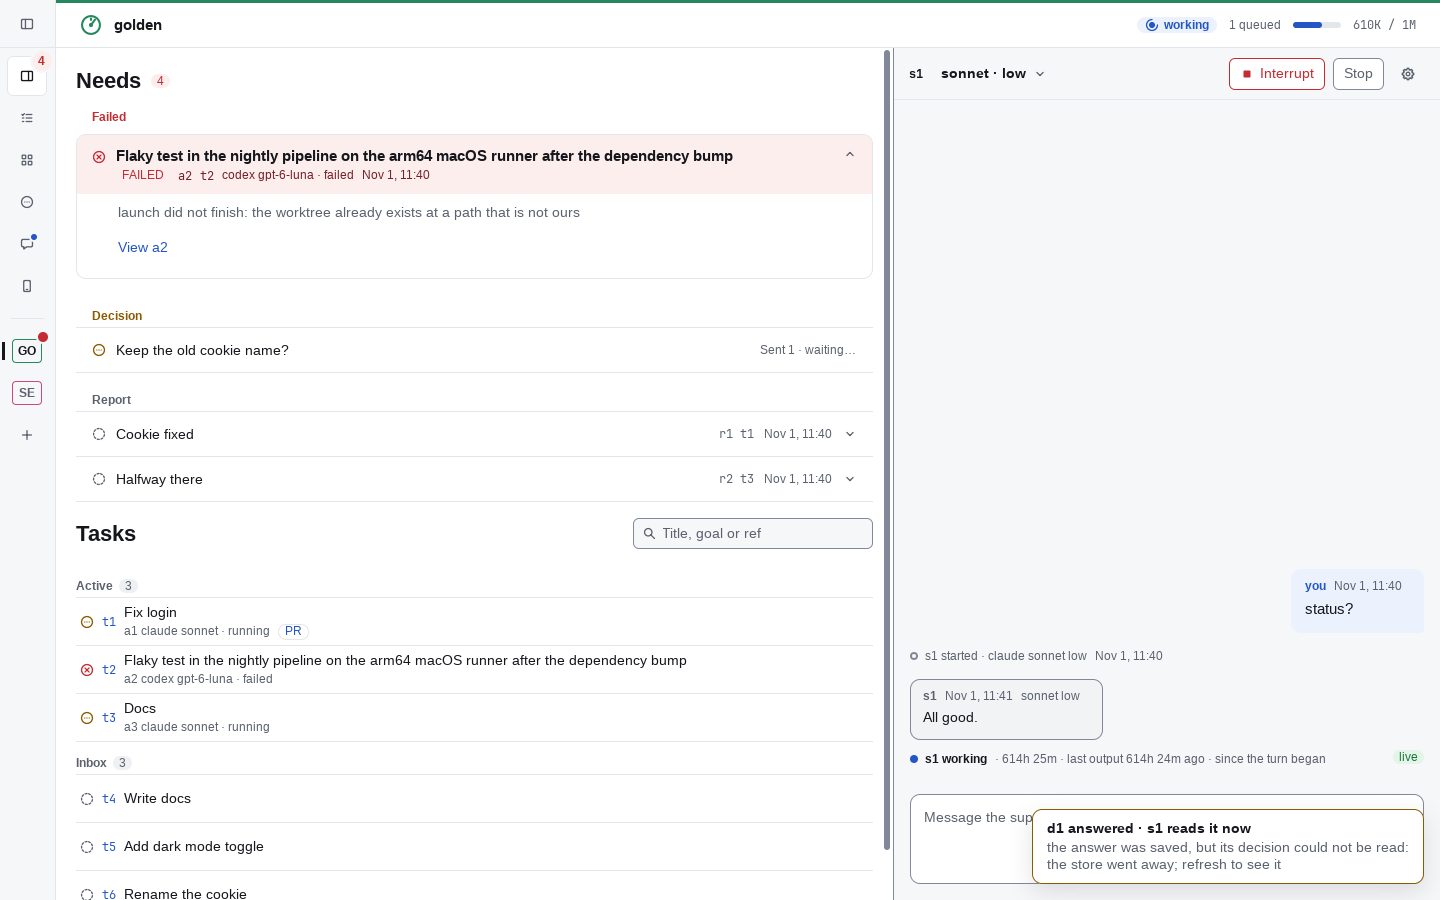 golden
working
1 queued
610K / 1M
4
GO
SE
Needs 4
Failed
Flaky test in the nightly pipeline on the arm64 macOS runner after the dependency bump
FAILED a2 t2 codex gpt-6-luna · failed Nov 1, 11:40
launch did not finish: the worktree already exists at a path that is not ours
View a2
Decision
Keep the old cookie name?
Sent 1 · waiting…
Report
Cookie fixed
r1 t1 Nov 1, 11:40
Halfway there
r2 t3 Nov 1, 11:40
Tasks
Title, goal or ref
Active 3
t1 Fix login
a1 claude sonnet · running PR
t2 Flaky test in the nightly pipeline on the arm64 macOS runner after the dependency bump
a2 codex gpt-6-luna · failed
t3 Docs
a3 claude sonnet · running
Inbox 3
t4 Write docs
t5 Add dark mode toggle
t6 Rename the cookie
s1 sonnet · low
Interrupt
Stop
you Nov 1, 11:40
status?
s1 started · claude sonnet low Nov 1, 11:40
s1 Nov 1, 11:41 sonnet low
All good.
s1 working · 614h 25m · last output 614h 24m ago · since the turn began
live
Message the sup
d1 answered · s1 reads it now
the answer was saved, but its decision could not be read:
the store went away; refresh to see it